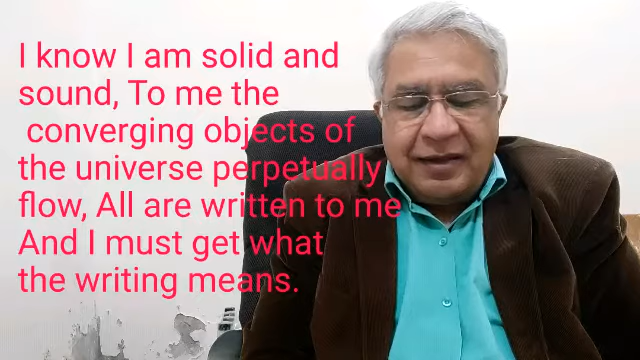 I know I am solid and
sound, To me the
converging objects of
the universe perpetually
flow, All are written to me
And I must get what
the writing means.